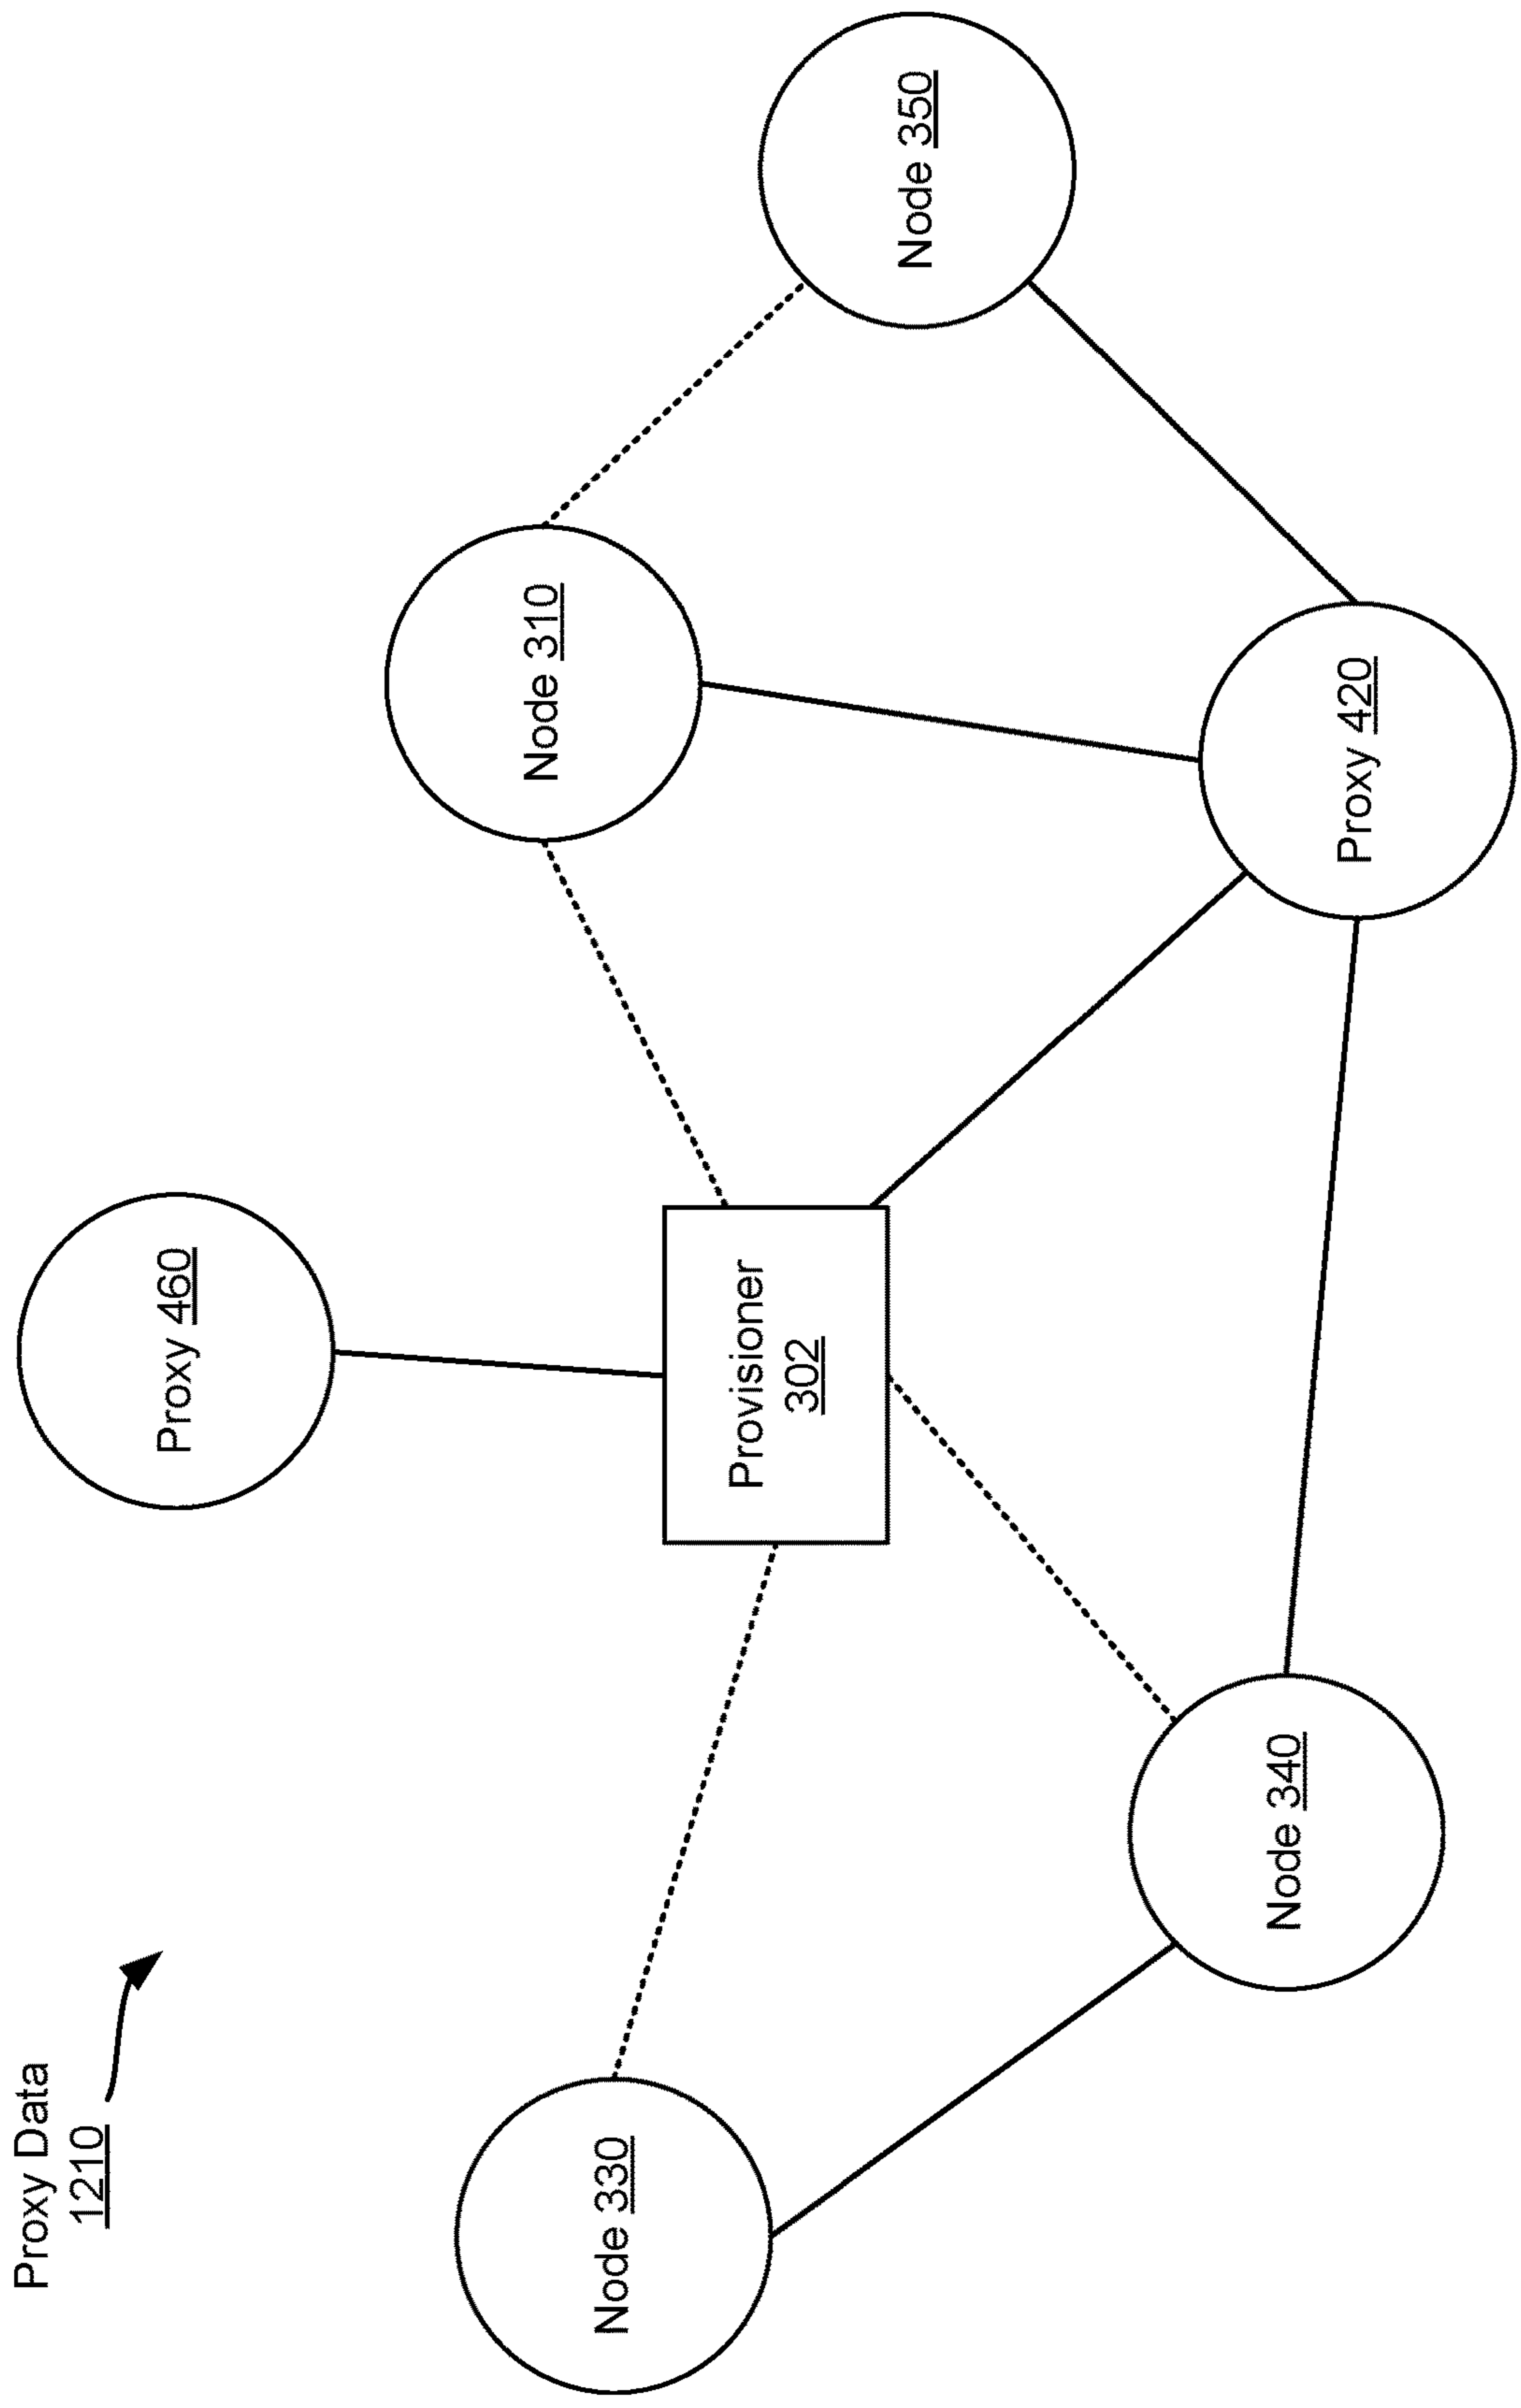 Proxy Data
1210
Proxy 460
Node 330
Provisioner
302
Node 310
Node 350
Node 340
Proxy 420